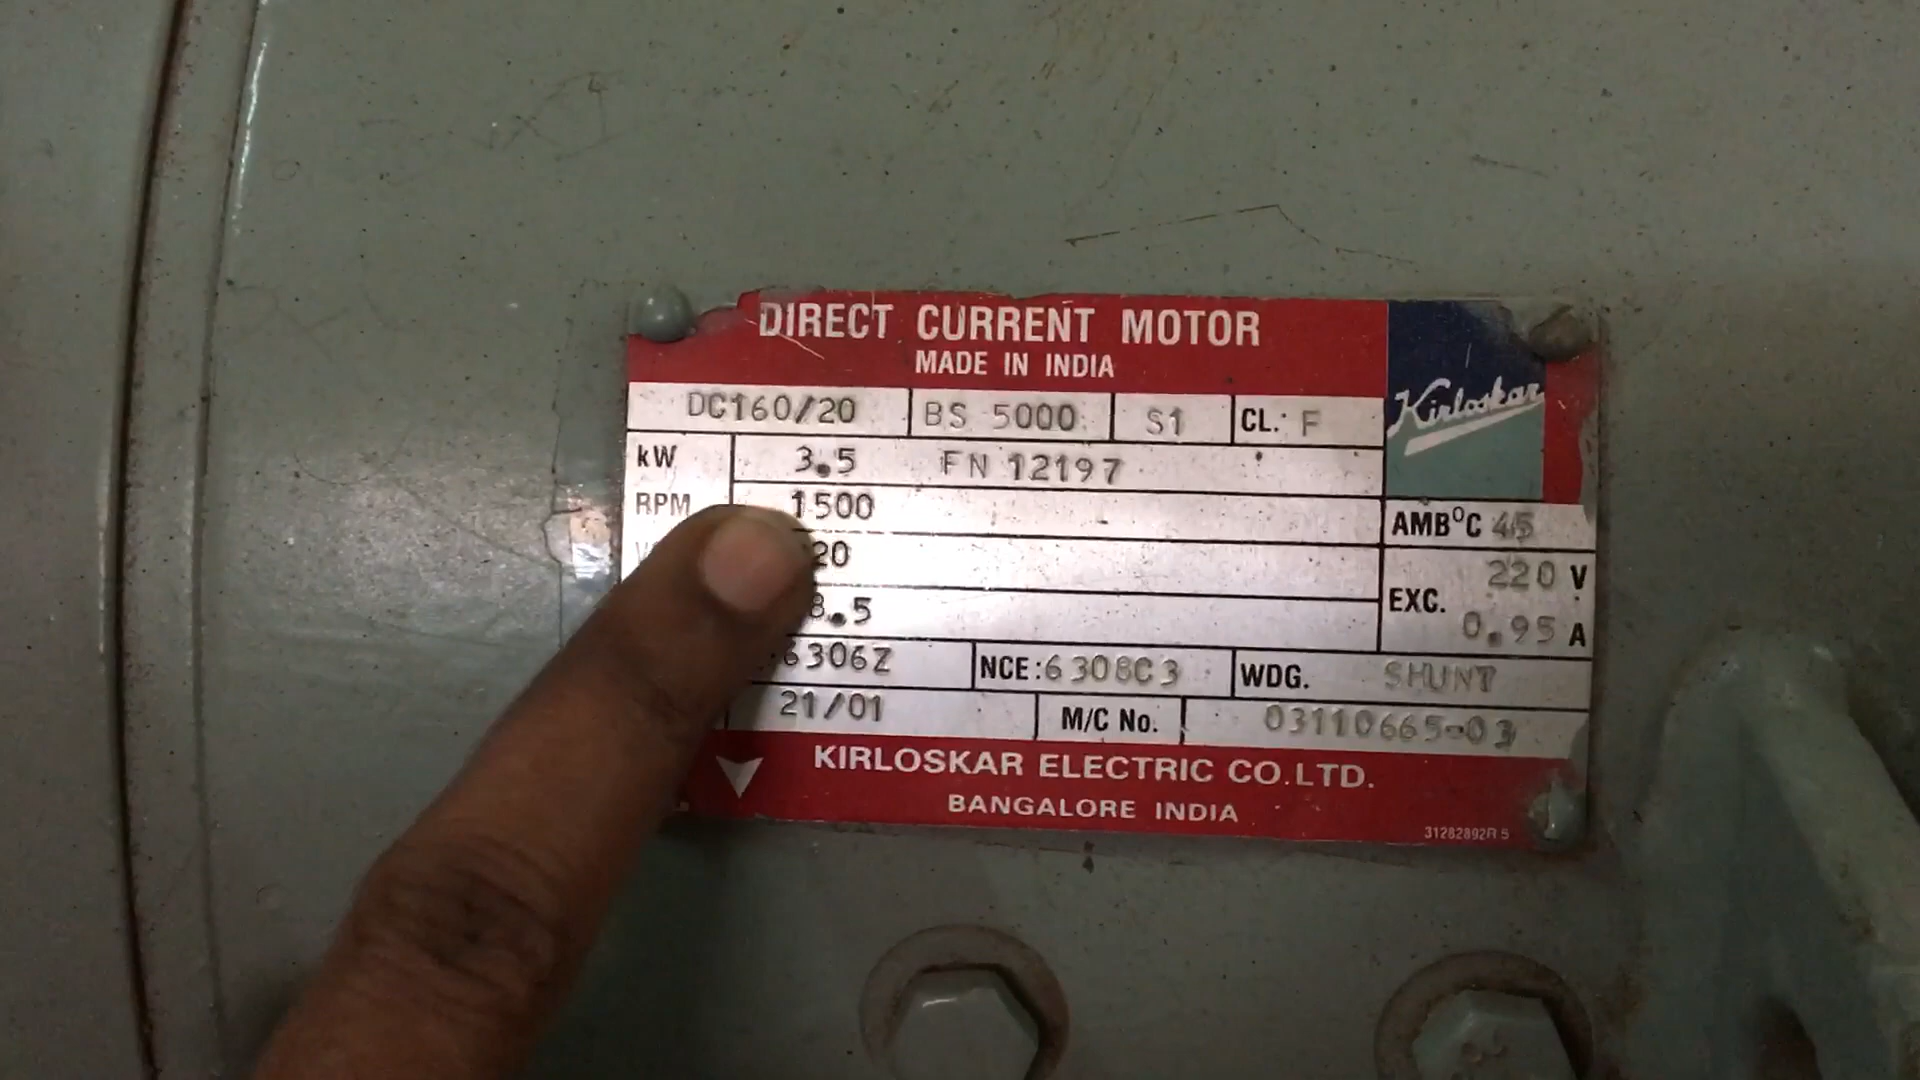 DIRECT CURRENT MOTOR
MADE IN INDIA
Kirloskar
DC160/20 BS 5000 S1 CL: F
kW 3.5 FN 12197
RPM 1500
AMB°C 45
20
EXC. 220 V
0.95 A
8.5
6306Z NCE:6308C3 WDG. SHUNT
21/01 M/C No. 03110665-03
KIRLOSKAR ELECTRIC CO.LTD.
BANGALORE INDIA
31282892R5